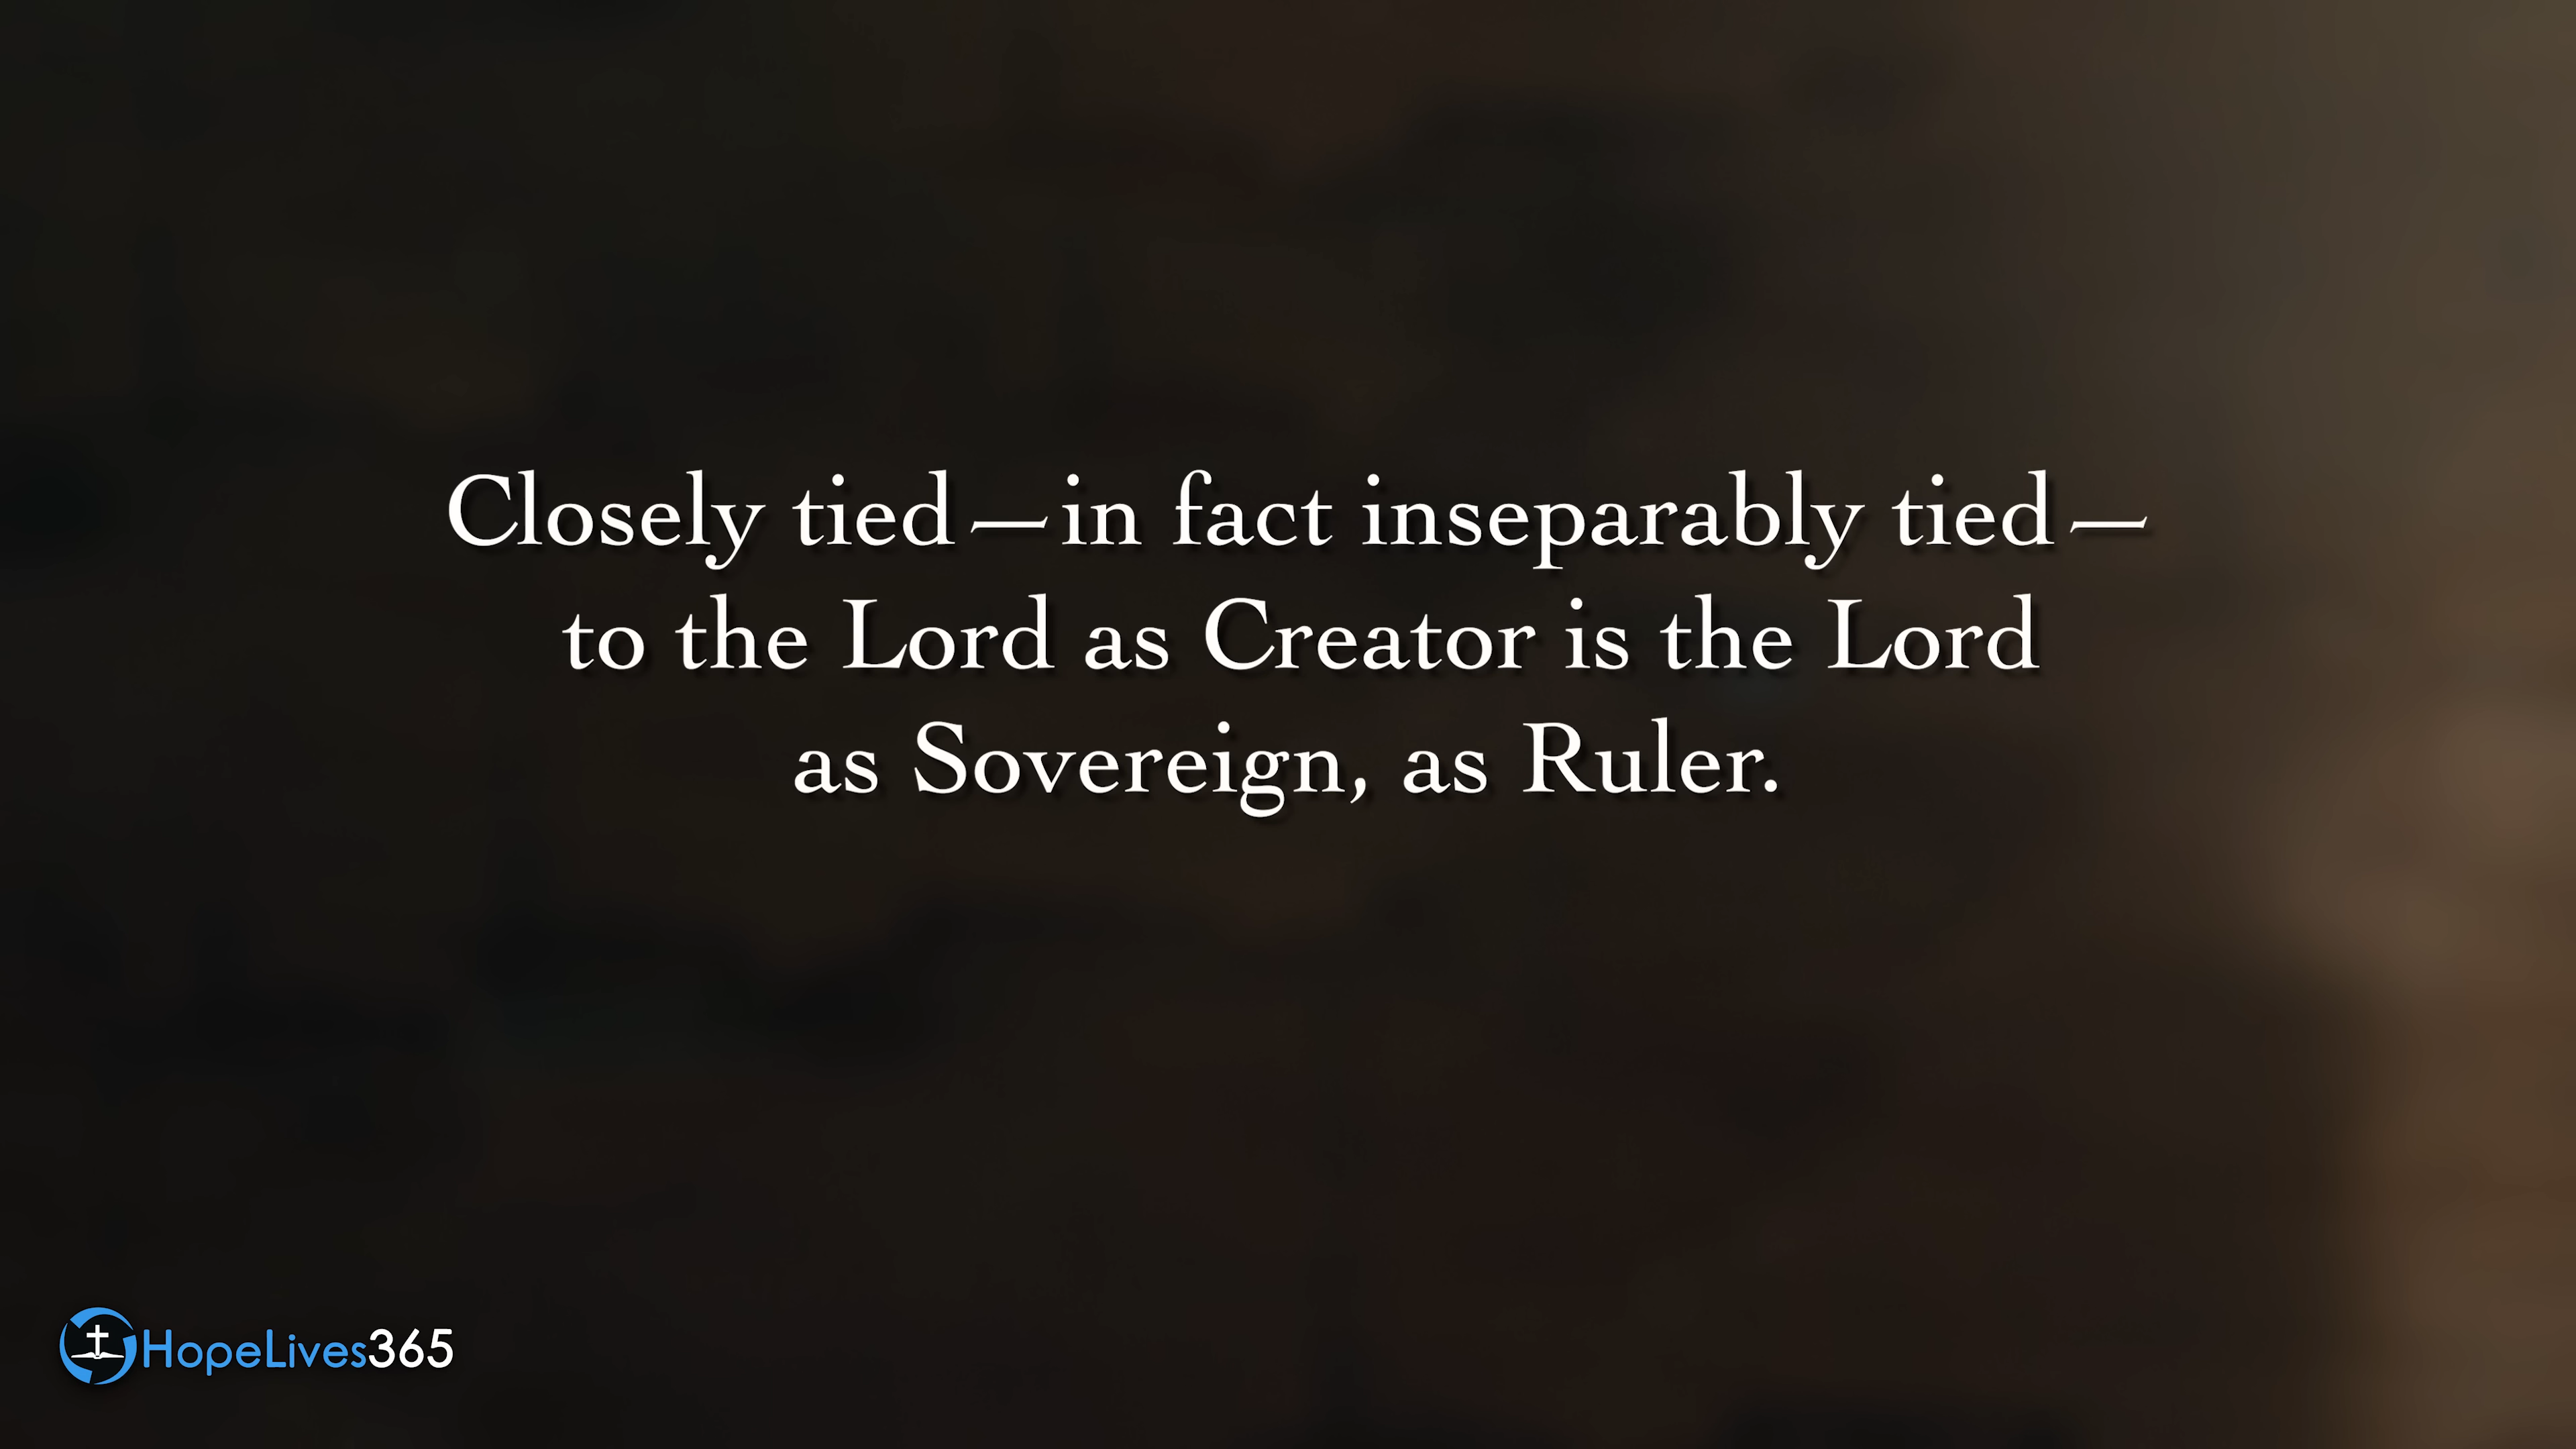 Closely tied—in fact inseparably tied—
to the Lord as Creator is the Lord
as Sovereign, as Ruler.
HopeLives365